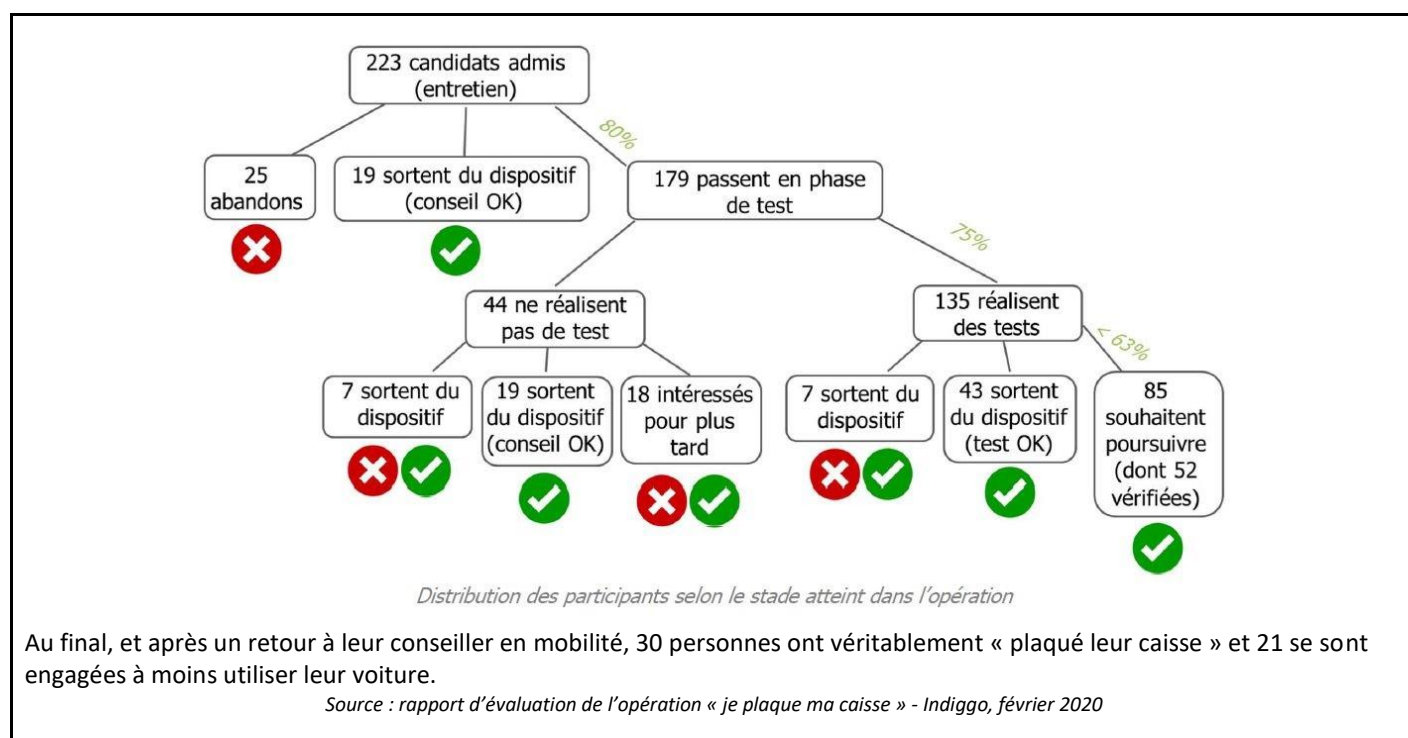 223 candidats admis
(entretien)
80%
25
abandons
19 sortent du dispositif
(conseil OK)
179 passent en phase
de test
75%
44 ne réalisent
pas de test
135 réalisent
des tests
< 63%
7 sortent du
dispositif
19 sortent
du dispositif
(conseil OK)
18 intéressés
pour plus
tard
7 sortent du
dispositif
43 sortent
du dispositif
(test OK)
85
souhaitent
poursuivre
(dont 52
vérifiées)
Distribution des participants selon le stade atteint dans l'opération
Au final, et après un retour à leur conseiller en mobilité, 30 personnes ont véritablement « plaqué leur caisse » et 21 se sont
engagées à moins utiliser leur voiture.
Source : rapport d'évaluation de l'opération « je plaque ma caisse » - Indiggo, février 2020